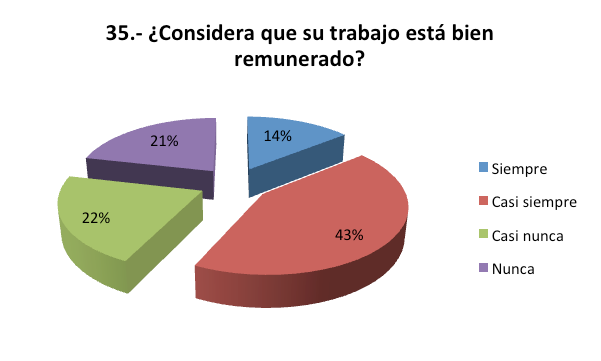 35.- ¿Considera que su trabajo está bien
remunerado?
14%
21%
22%
43%
Siempre
Casi siempre
Casi nunca
Nunca